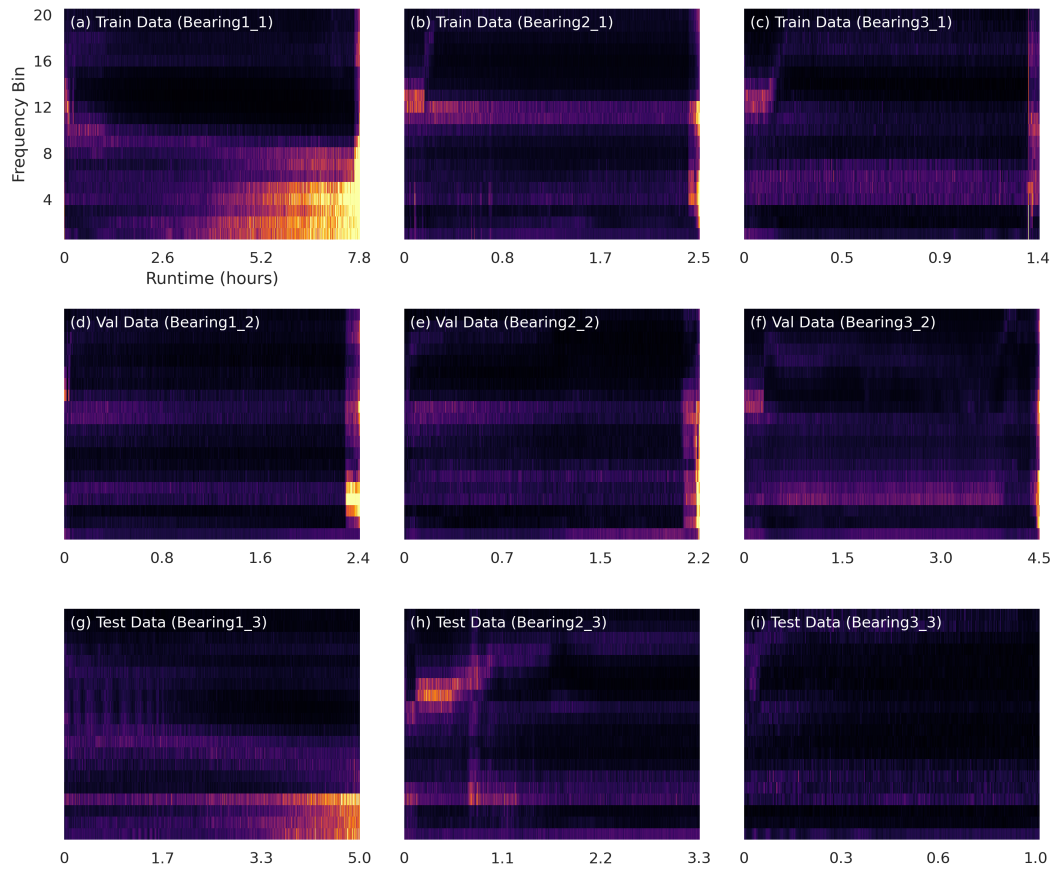 (a) Train Data (Bearing1_1)
(b) Train Data (Bearing2_1)
(c) Train Data (Bearing3_1)
Frequency Bin
20
16
12
8
4
0 2.6 5.2 7.8
0 0.8 1.7 2.5
0 0.5 0.9 1.4
Runtime (hours)
(d) Val Data (Bearing1_2)
(e) Val Data (Bearing2_2)
(f) Val Data (Bearing3_2)
0 0.8 1.6 2.4
0 0.7 1.5 2.2
0 1.5 3.0 4.5
(g) Test Data (Bearing1_3)
(h) Test Data (Bearing2_3)
(i) Test Data (Bearing3_3)
0 1.7 3.3 5.0
0 1.1 2.2 3.3
0 0.3 0.6 1.0